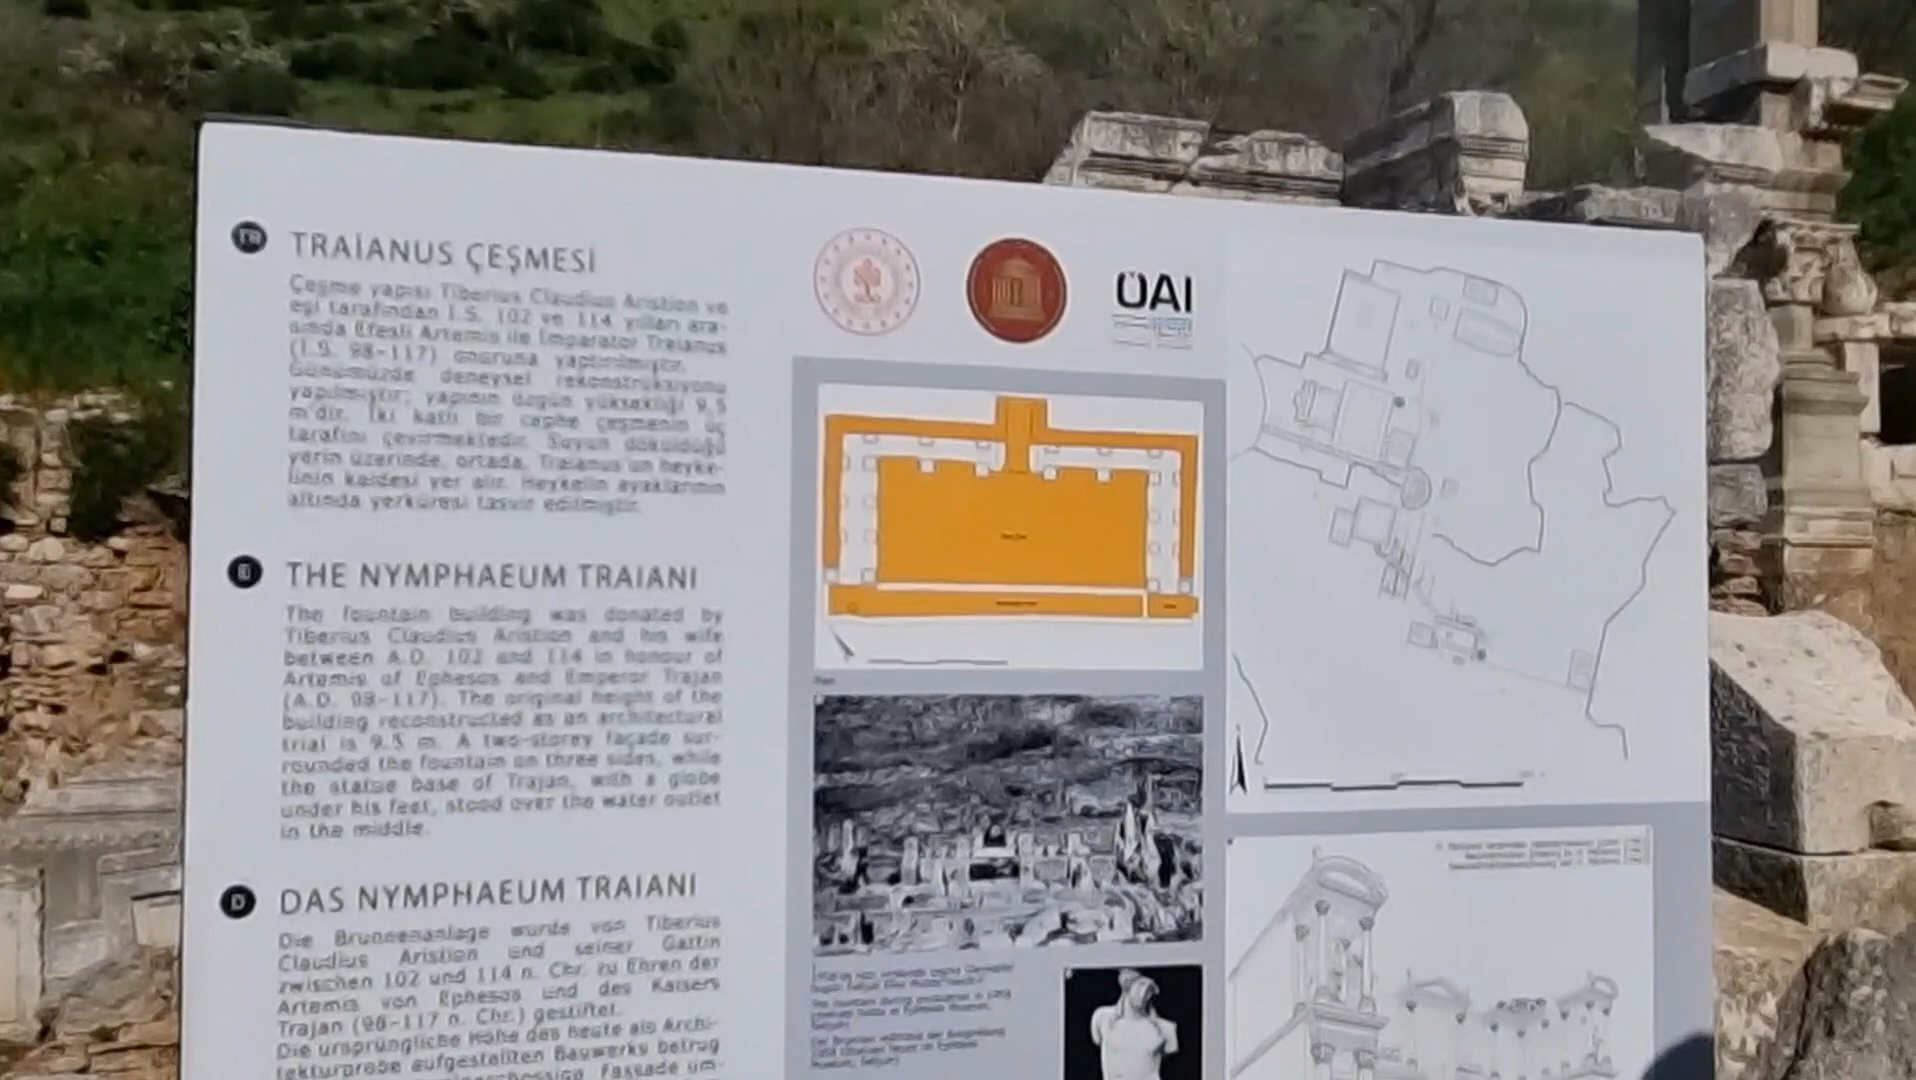 TR
TRAİANUS ÇEŞMESİ
Çeşme yapısı Tiberius Claudius Aristion ve
eşi tarafından İ.S. 102 ve 114 yılları ara-
sında Efesli Artemis ile İmparator Traianus
(İ.S. 98-117) onuruna yaptırılmıştır.
Günümüzde deneysel rekonstrüksiyonu
yapılmıştır; yapının özgün yüksekliği 9.5
m'dir. İki katlı bir cephe çeşmenin üç
tarafını çevirmektedir. Suyun döküldüğü
yerin üzerinde, ortada, Traianus'un heyke-
linin kaidesi yer alır. Heykelin ayaklarının
altında yerküresi tasvir edilmiştir.
E
THE NYMPHAEUM TRAIANI
The fountain building was donated by
Tiberius Claudius Aristion and his wife
between A.D. 102 and 114 in honour of
Artemis of Ephesos and Emperor Trajan
(A.D. 98-117). The original height of the
building reconstructed as an architectural
trial is 9.5 m. A two-storey façade sur-
rounded the fountain on three sides, while
the statue base of Trajan, with a globe
under his feet, stood over the water outlet
in the middle.
D
DAS NYMPHAEUM TRAIANI
Die Brunnenanlage wurde von Tiberius
Claudius Aristion und seiner Gattin
zwischen 102 und 114 n. Chr. zu Ehren der
Artemis von Ephesos und des Kaisers
Trajan (98-117 n. Chr.) gestiftet.
Die ursprüngliche Höhe des heute als Archi-
tekturprobe aufgestellten Bauwerks betrug
Fassade um-
ÖAI